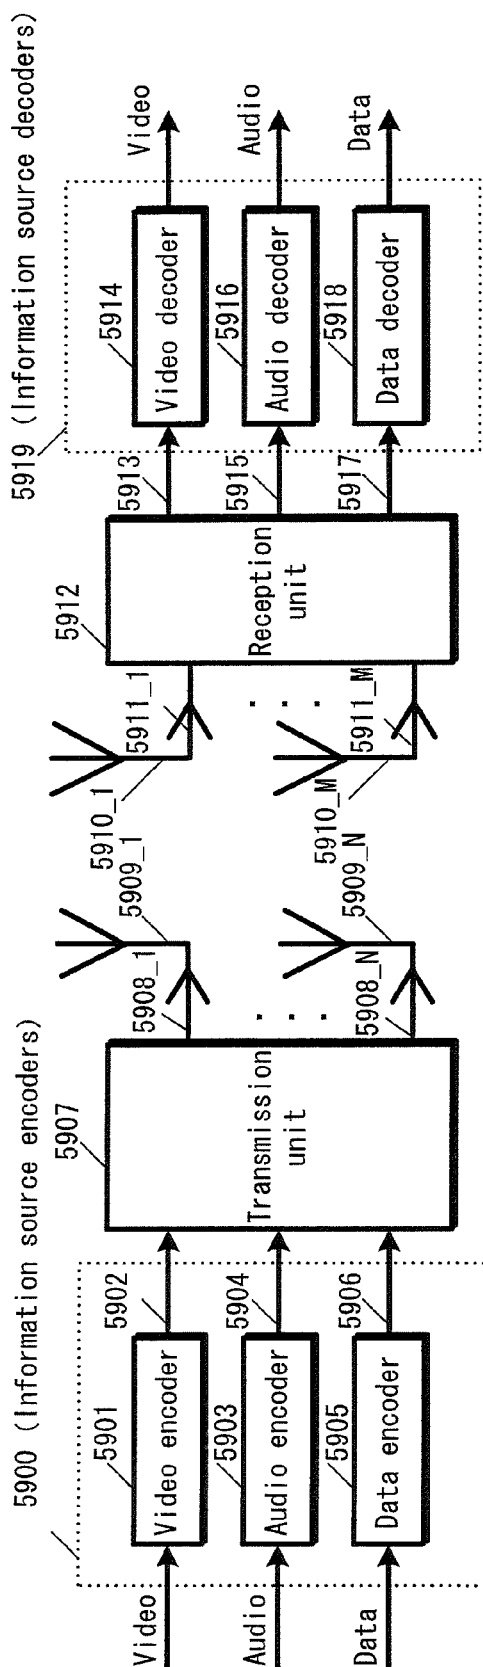 5900 (Information source encoders)
Video
5901
Video encoder
5902
Audio
5903
Audio encoder
5904
Data
5905
Data encoder
5906
5907
Transmission
unit
5908_1
5909_1
. . .
5908_N
5909_N
5910_1
5911_1
. . .
5910_M
5911_M
5912
Reception
unit
5919 (Information source decoders)
5913
5914
Video decoder
Video
5915
5916
Audio decoder
Audio
5917
5918
Data decoder
Data